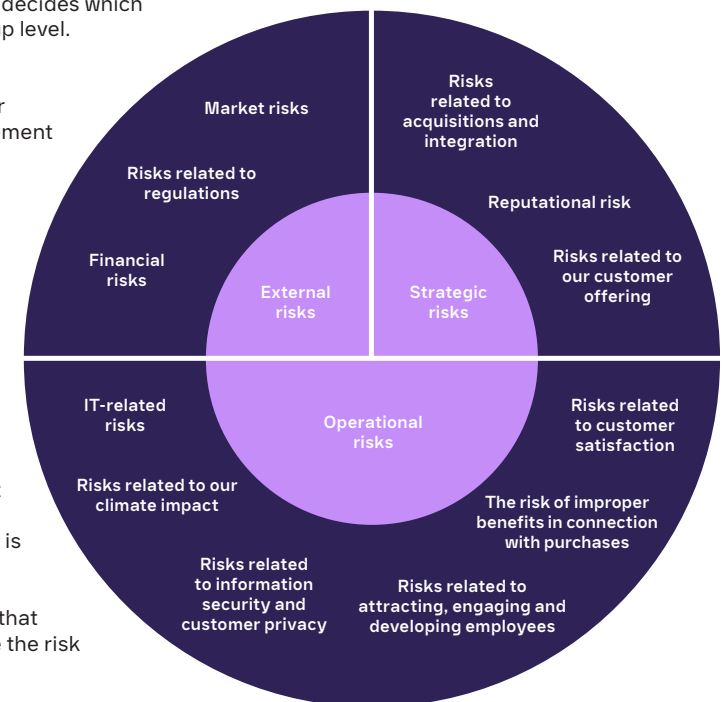 decides which
p level.
r
ement
t
is
that
the risk
Market risks
Risks related to
regulations
Financial
risks
External
risks
Risks
related to
acquisitions and
integration
Reputational risk
Risks related to
our customer
offering
Strategic
risks
Operational
risks
IT-related
risks
Risks related to our
climate impact
Risks related
to information
security and
customer privacy
Risks related to
attracting, engaging and
developing employees
The risk of improper
benefits in connection
with purchases
Risks related
to customer
satisfaction